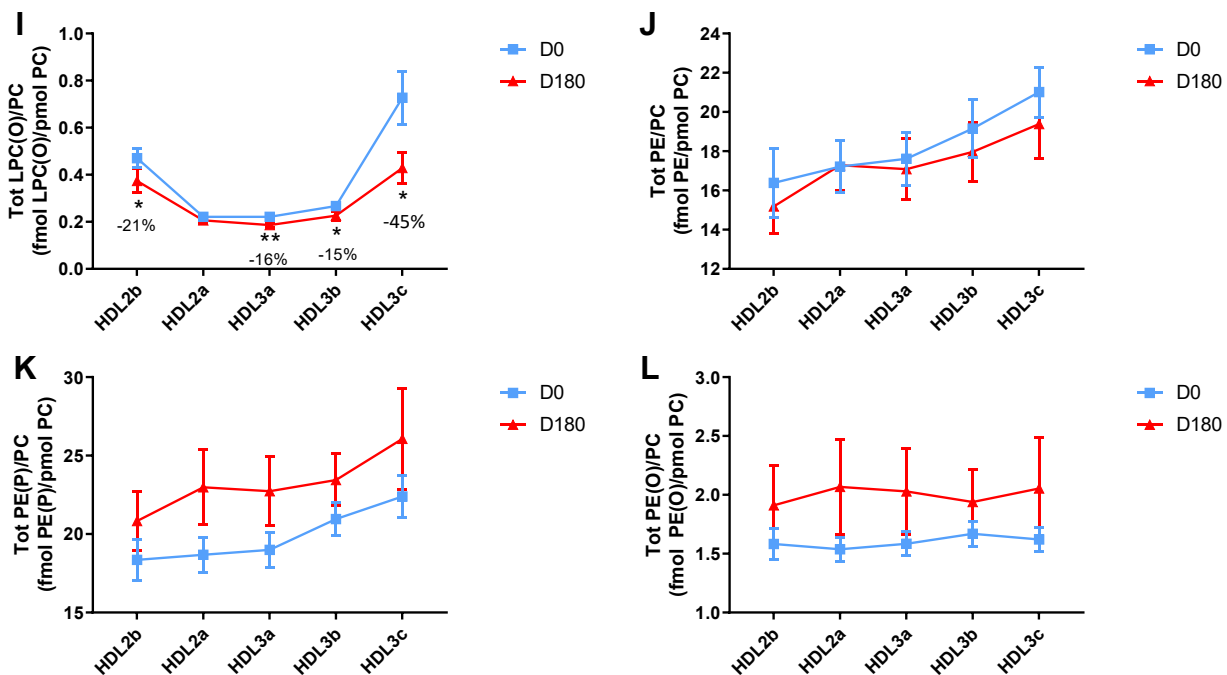 I
Tot LPC(O)/PC
(fmol LPC(O)/pmol PC)
1.0
0.8
0.6
0.4
0.2
0.0
*
-21%
**
-16%
*
-15%
*
-45%
HDL2b
HDL2a
HDL3a
HDL3b
HDL3c
D0
D180
J
Tot PE/PC
(fmol PE/pmol PC)
24
22
20
18
16
14
12
HDL2b
HDL2a
HDL3a
HDL3b
HDL3c
D0
D180
K
Tot PE(P)/PC
(fmol PE(P)/pmol PC)
30
25
20
15
HDL2b
HDL2a
HDL3a
HDL3b
HDL3c
D0
D180
L
Tot PE(O)/PC
(fmol PE(O)/pmol PC)
3.0
2.5
2.0
1.5
1.0
HDL2b
HDL2a
HDL3a
HDL3b
HDL3c
D0
D180